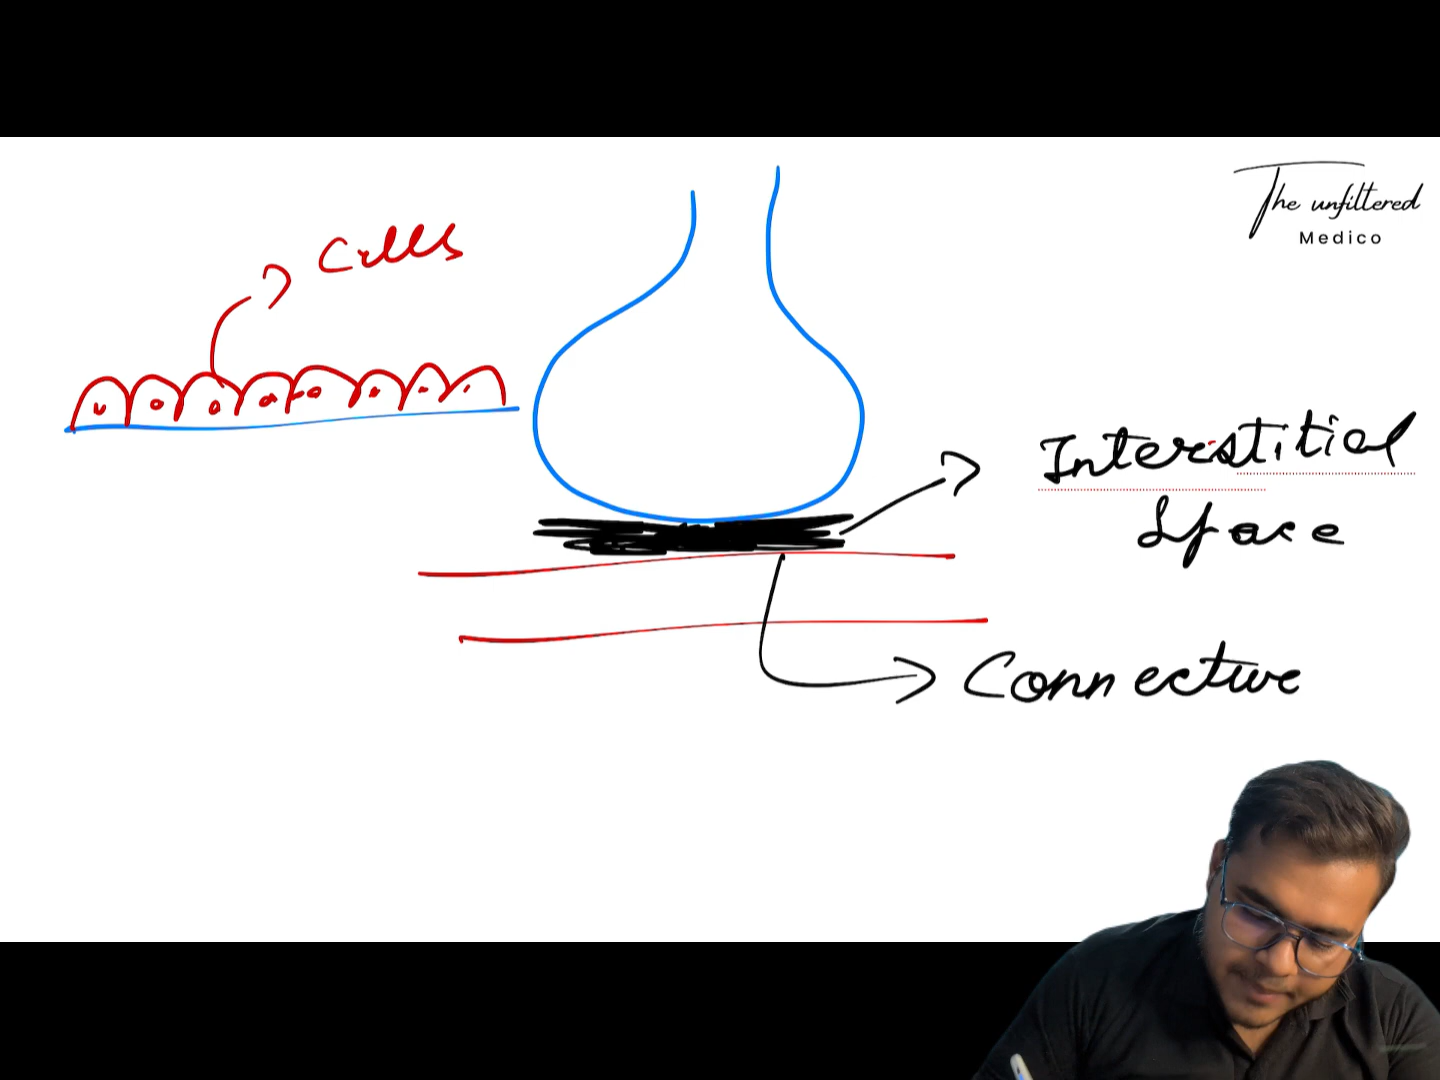 The unfiltered
Medico
Cells
Interstitial
Space
Connective